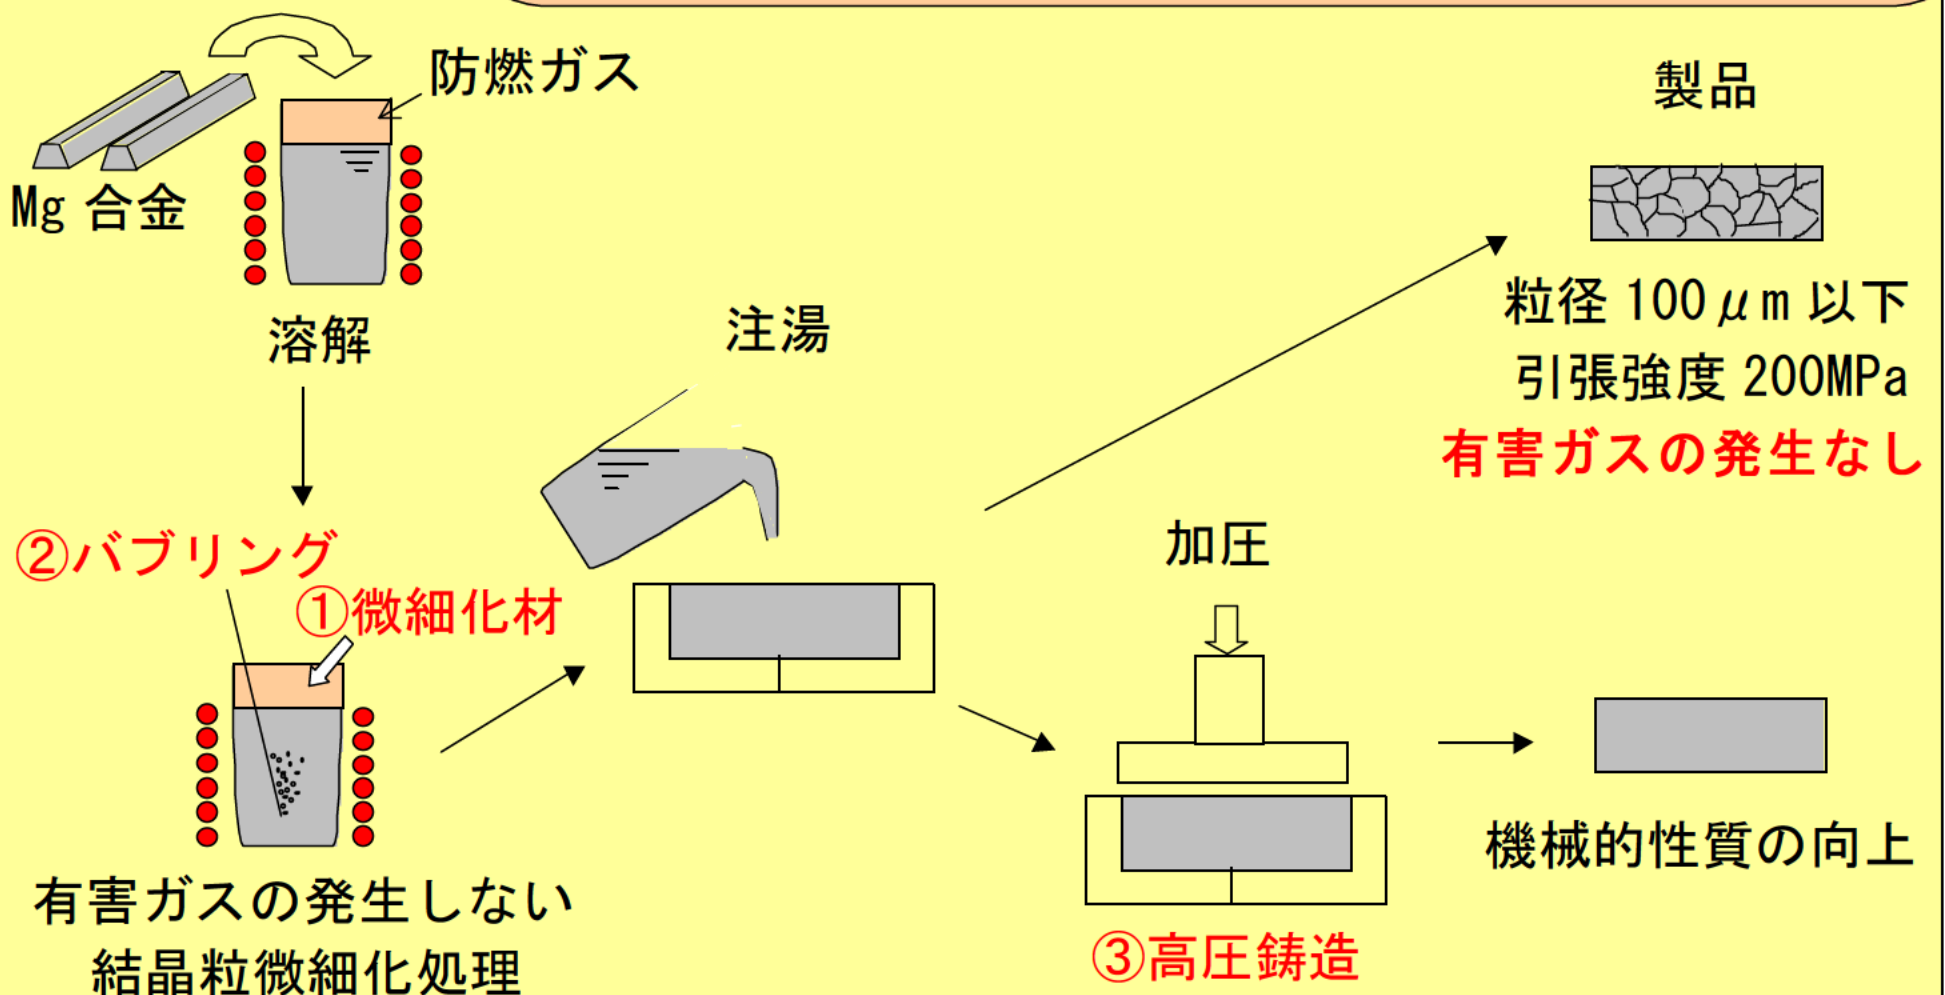 防燃ガス
Mg 合金
溶解
②バブリング
①微細化材
有害ガスの発生しない
結晶粒微細化処理
注湯
加圧
③高圧鋳造
製品
粒径 100μm 以下
引張強度 200MPa
有害ガスの発生なし
機械的性質の向上